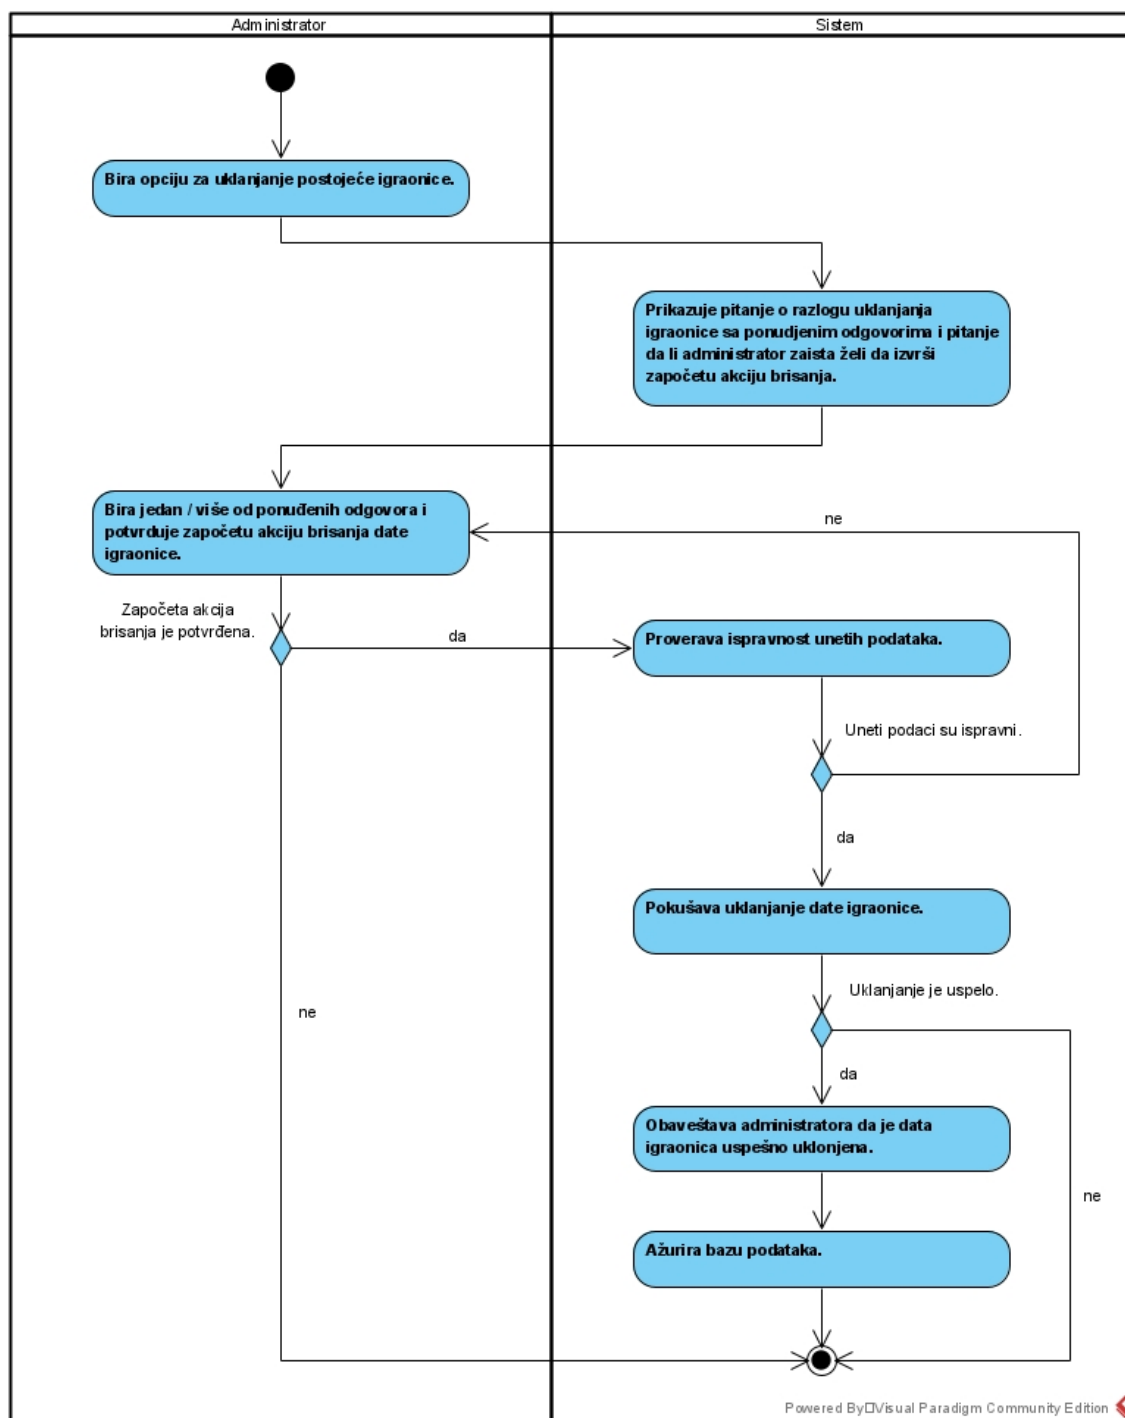 Administrator
Sistem
Bira opciju za uklanjanje postojeće igraonice.
Prikazuje pitanje o razlogu uklanjanja
igraonice sa ponudjenim odgovorima i pitanje
da li administrator zaista želi da izvrši
započetu akciju brisanja.
Bira jedan / više od ponuđenih odgovora i
potvrđuje započetu akciju brisanja date
igraonice.
ne
Započeta akcija
brisanja je potvrđena.
da
Proverava ispravnost unetih podataka.
Uneti podaci su ispravni.
da
Pokušava uklanjanje date igraonice.
Uklanjanje je uspelo.
ne
da
Obaveštava administratora da je data
igraonica uspešno uklonjena.
ne
Ažurira bazu podataka.
Powered By□Visual Paradigm Community Edition